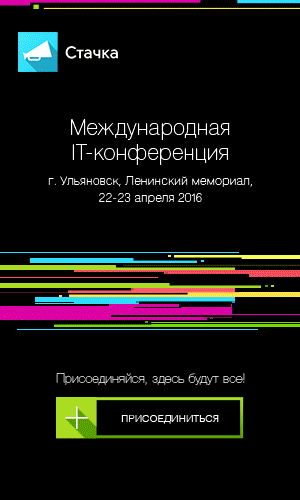 Стачка
Международная
IT-конференция
г. Ульяновск, Ленинский мемориал,
22-23 апреля 2016
Присоединяйся, здесь будут все!
ПРИСОЕДИНИТЬСЯ